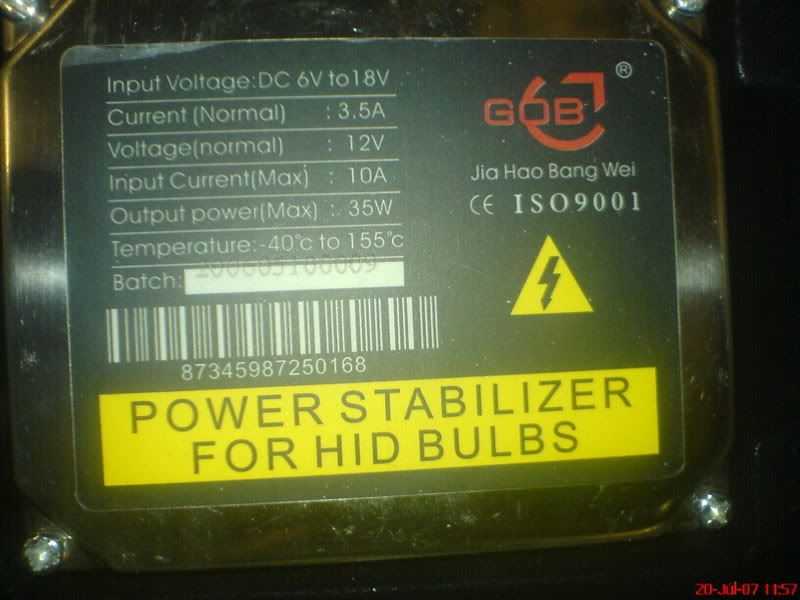 Input Voltage:DC 6V to18V
Current (Normal) : 3.5A
Voltage(normal) : 12V
Input Current(Max) : 10A
Output power(Max) : 35W
Temperature:-40°c to 155°c
Batch: 200603100009
87345987250168
GOB ®
Jia Hao Bang Wei
CE ISO9001
POWER STABILIZER
FOR HID BULBS
20-Júl-07 11:57